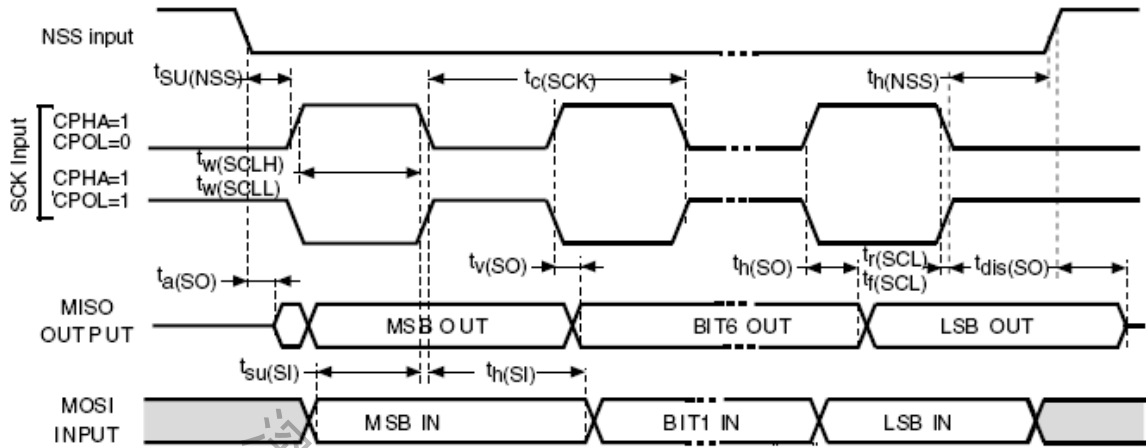 NSS input
tSU(NSS)
tc(SCK)
th(NSS)
SCK Input
CPHA=1
CPOL=0
tw(SCLH)
tw(SCLL)
CPHA=1
'CPOL=1
ta(SO)
tv(SO)
th(SO)
tr(SCL)
tf(SCL)
tdis(SO)
MISO
OUTPUT
MSB OUT
BIT6 OUT
LSB OUT
tsu(SI)
th(SI)
MOSI
INPUT
MSB IN
BIT1 IN
LSB IN